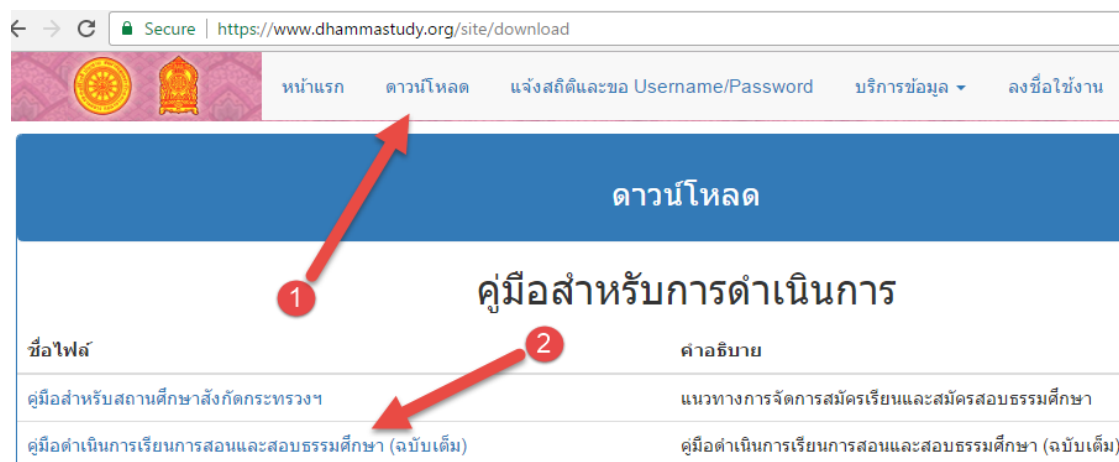 Secure | https://www.dhammastudy.org/site/download
หน้าแรก ดาวน์โหลด แจ้งสถิติและขอ Username/Password บริการข้อมูล ลงชื่อใช้งาน
ดาวน์โหลด
1
คู่มือสำหรับการดำเนินการ
2
ชื่อไฟล์ คำอธิบาย
คู่มือสำหรับสถานศึกษาสังกัดกระทรวงฯ แนวทางการจัดการสมัครเรียนและสมัครสอบธรรมศึกษา
คู่มือดำเนินการเรียนการสอนและสอบธรรมศึกษา (ฉบับเต็ม) คู่มือดำเนินการเรียนการสอนและสอบธรรมศึกษา (ฉบับเต็ม)